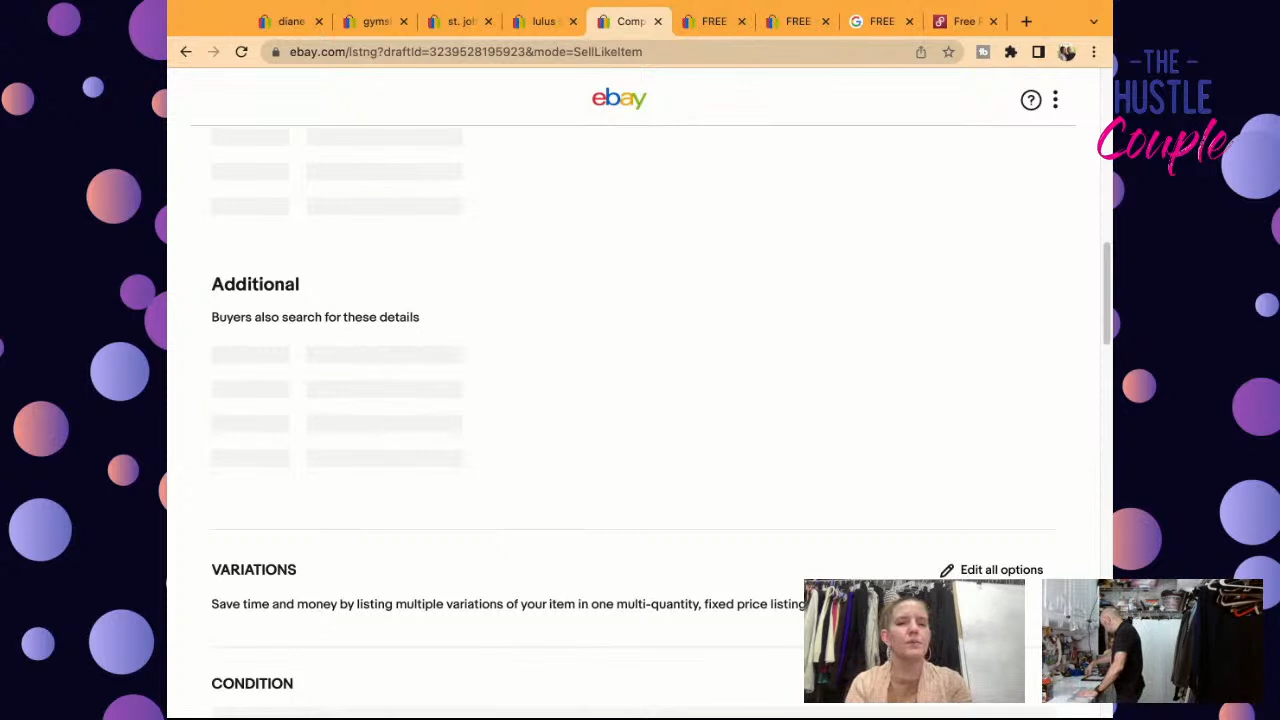 diane
gymsl
st. joh
lulus
Comp
FREE
FREE
FREE
Free P
ebay.com/lstng?draftId=3239528195923&mode=SellLikeItem
-THE-
HUSTLE
Couple
ebay
Additional
Buyers also search for these details
VARIATIONS
Edit all options
Save time and money by listing multiple variations of your item in one multi-quantity, fixed price listing
CONDITION